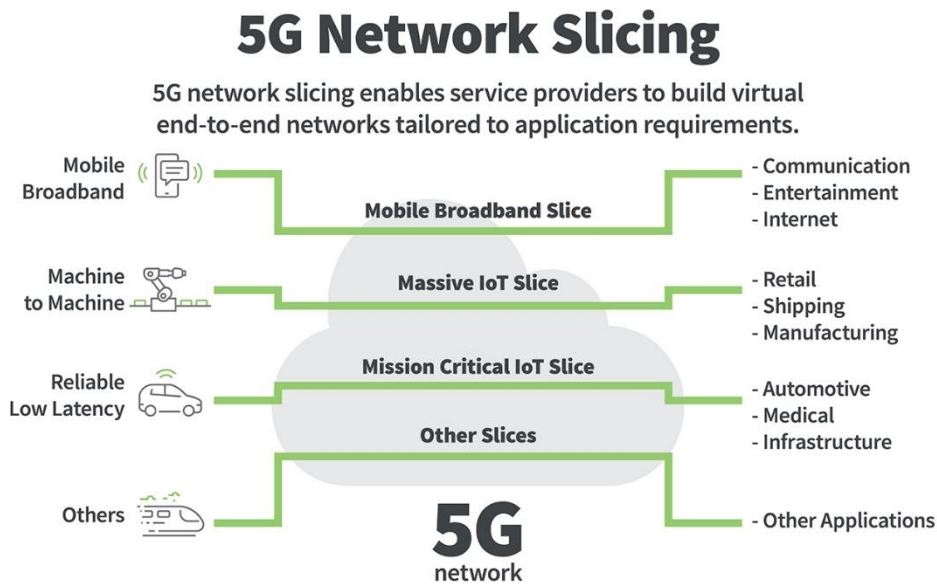 5G Network Slicing
5G network slicing enables service providers to build virtual
end-to-end networks tailored to application requirements.
Mobile
Broadband
Mobile Broadband Slice
- Communication
- Entertainment
- Internet
Machine
to Machine
Massive IoT Slice
- Retail
- Shipping
- Manufacturing
Reliable
Low Latency
Mission Critical IoT Slice
- Automotive
- Medical
- Infrastructure
Others
Other Slices
- Other Applications
5G
network